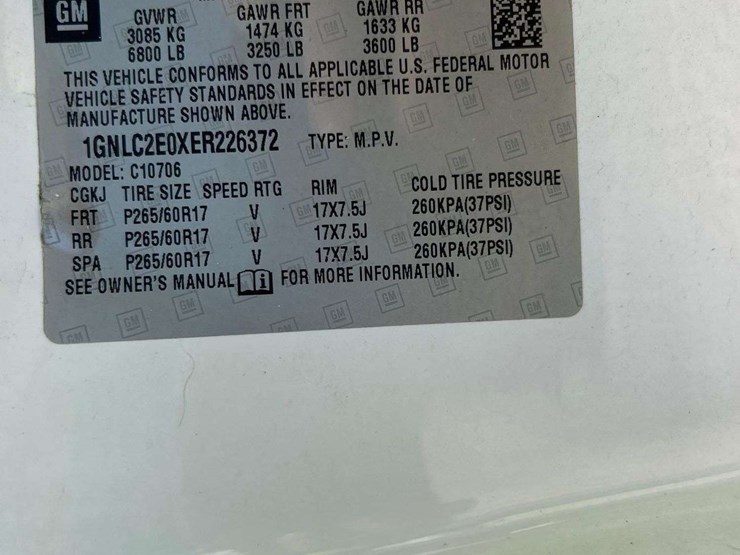 GM
GVWR GAWR FRT GAWR RR
3085 KG 1474 KG 1633 KG
6800 LB 3250 LB 3600 LB
THIS VEHICLE CONFORMS TO ALL APPLICABLE U.S. FEDERAL MOTOR
VEHICLE SAFETY STANDARDS IN EFFECT ON THE DATE OF
MANUFACTURE SHOWN ABOVE.
1GNLC2E0XER226372 TYPE: M.P.V.
MODEL: C10706
CGKJ TIRE SIZE SPEED RTG RIM COLD TIRE PRESSURE
FRT P265/60R17 V 17X7.5J 260KPA(37PSI)
RR P265/60R17 V 17X7.5J 260KPA(37PSI)
SPA P265/60R17 V 17X7.5J 260KPA(37PSI)
SEE OWNER'S MANUAL i FOR MORE INFORMATION.